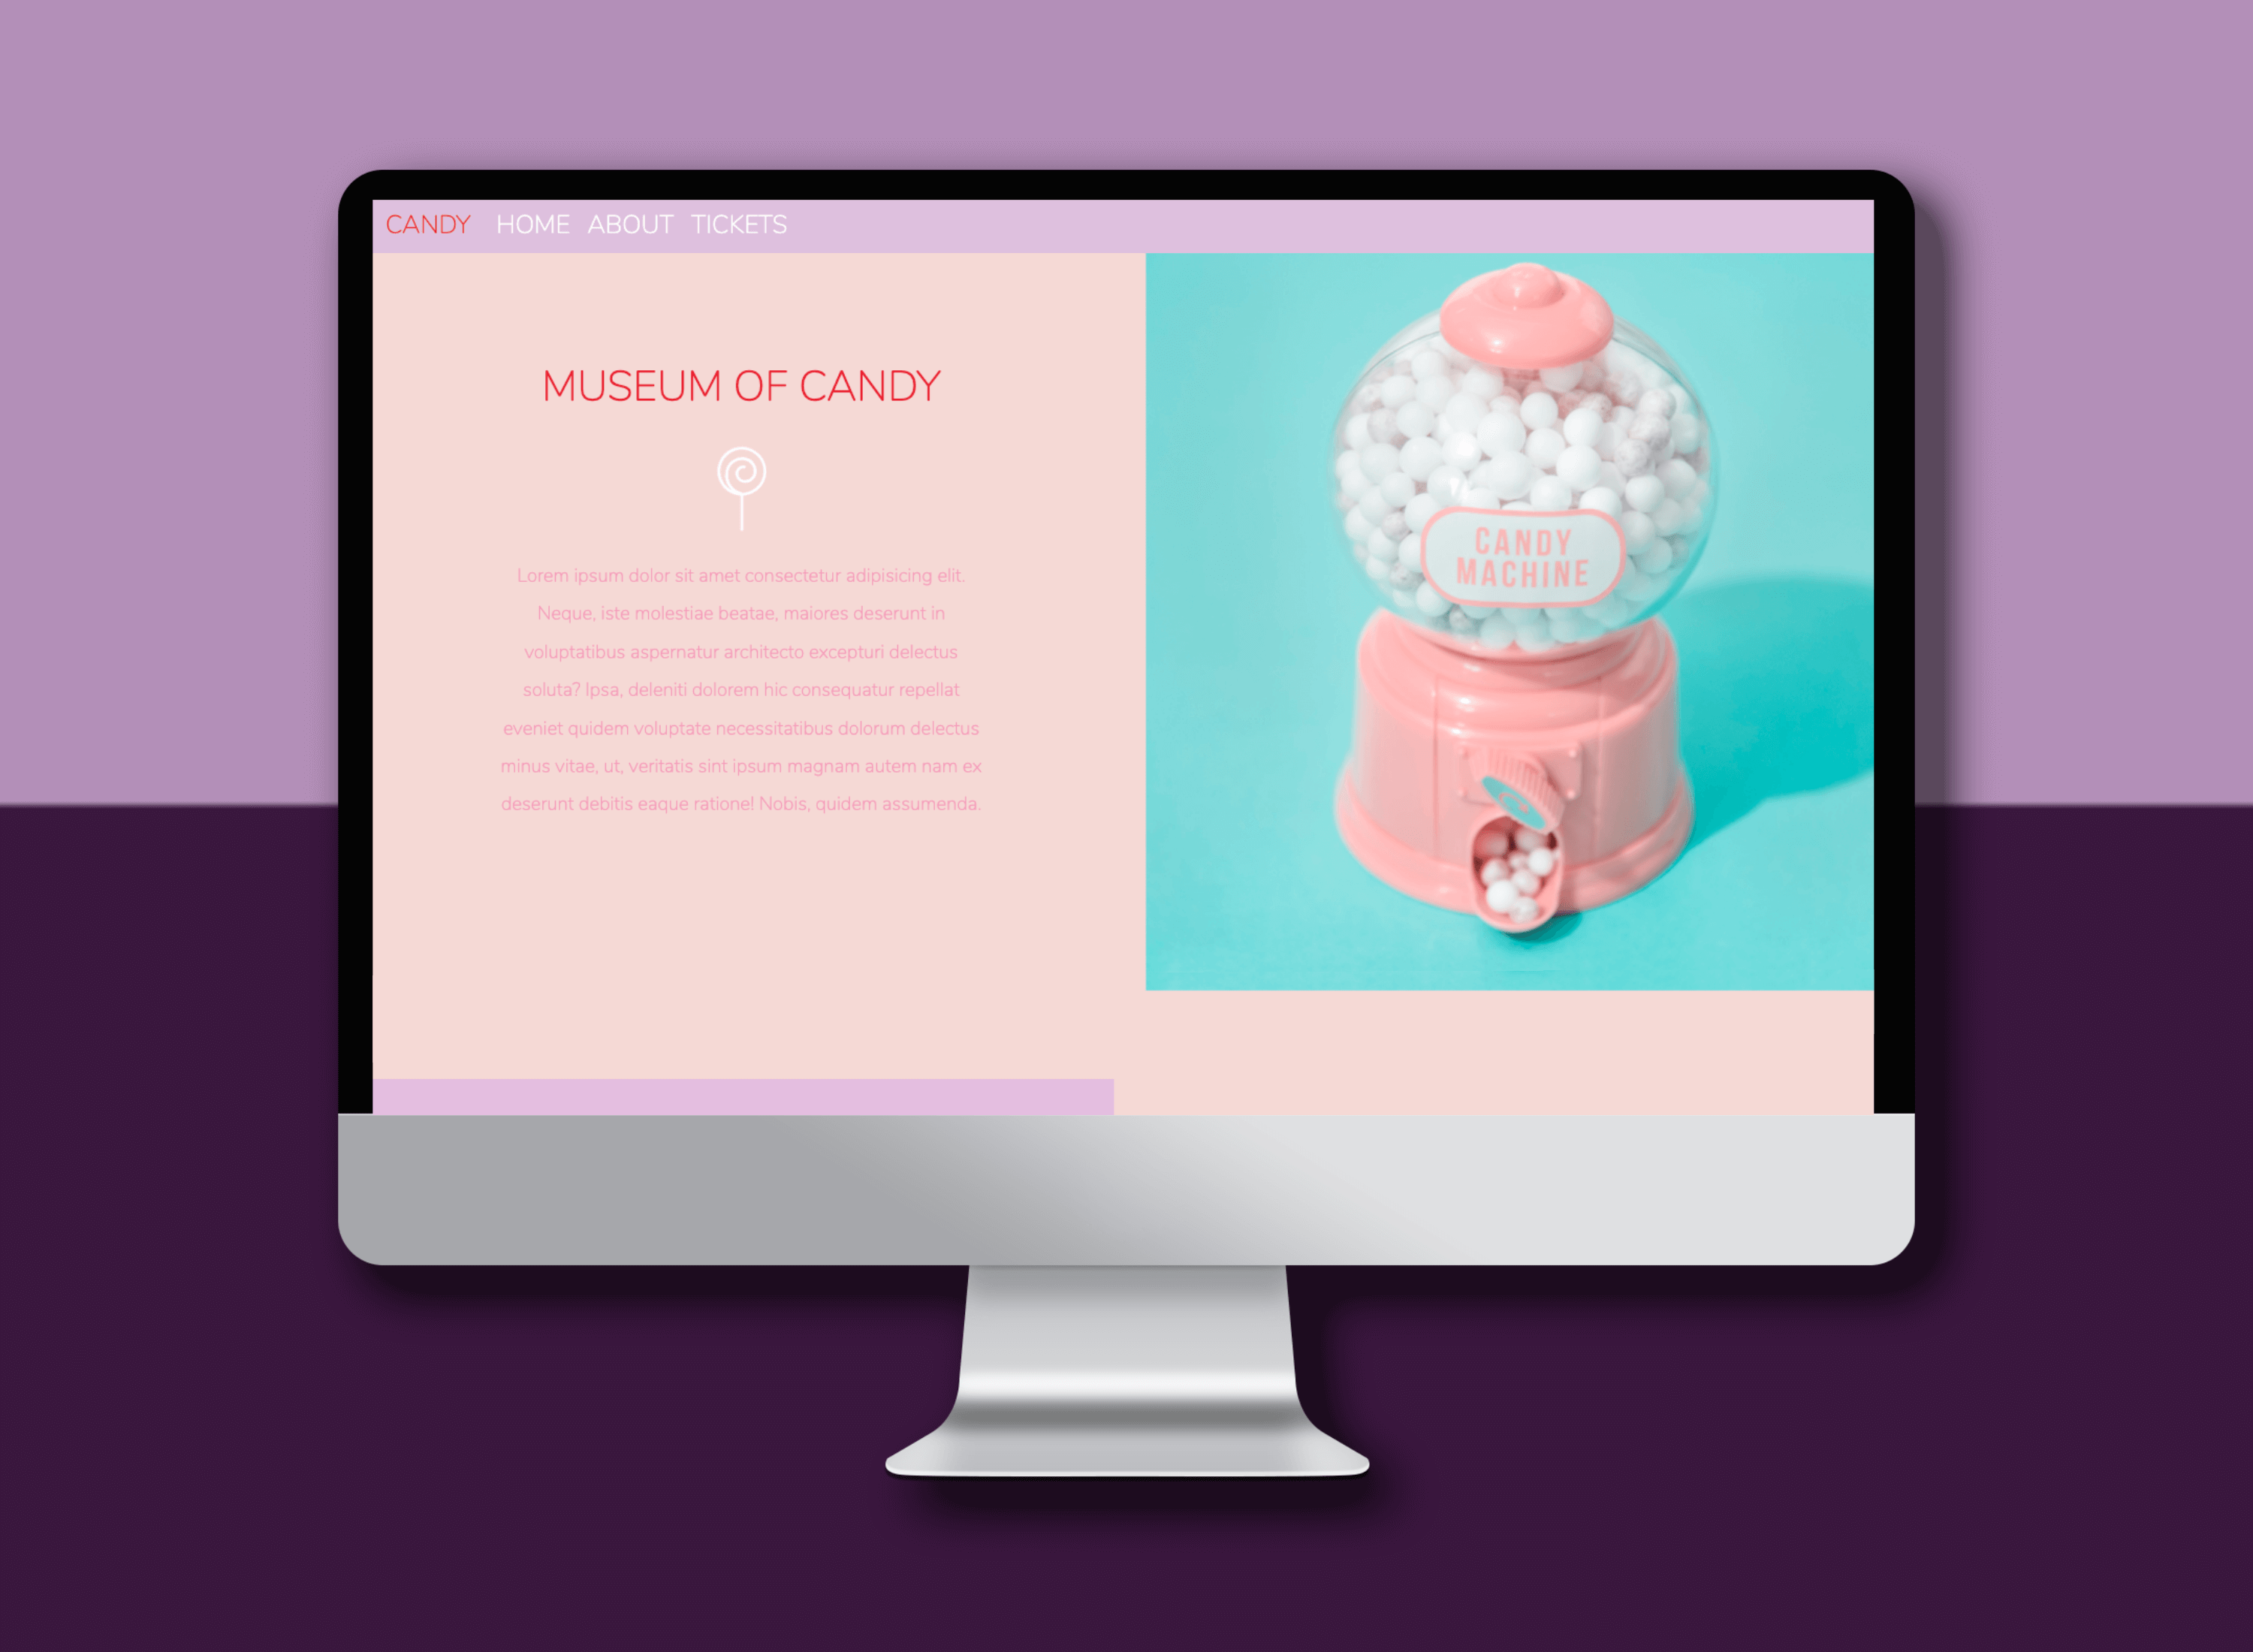 CANDY HOME ABOUT TICKETS
MUSEUM OF CANDY
Lorem ipsum dolor sit amet consectetur adipisicing elit.
Neque, iste molestiae beatae, maiores deserunt in
voluptatibus aspernatur architecto excepturi delectus
soluta? Ipsa, deleniti dolorem hic consequatur repellat
eveniet quidem voluptate necessitatibus dolorum delectus
minus vitae, ut, veritatis sint ipsum magnam autem nam ex
deserunt debitis eaque ratione! Nobis, quidem assumenda.
CANDY
MACHINE